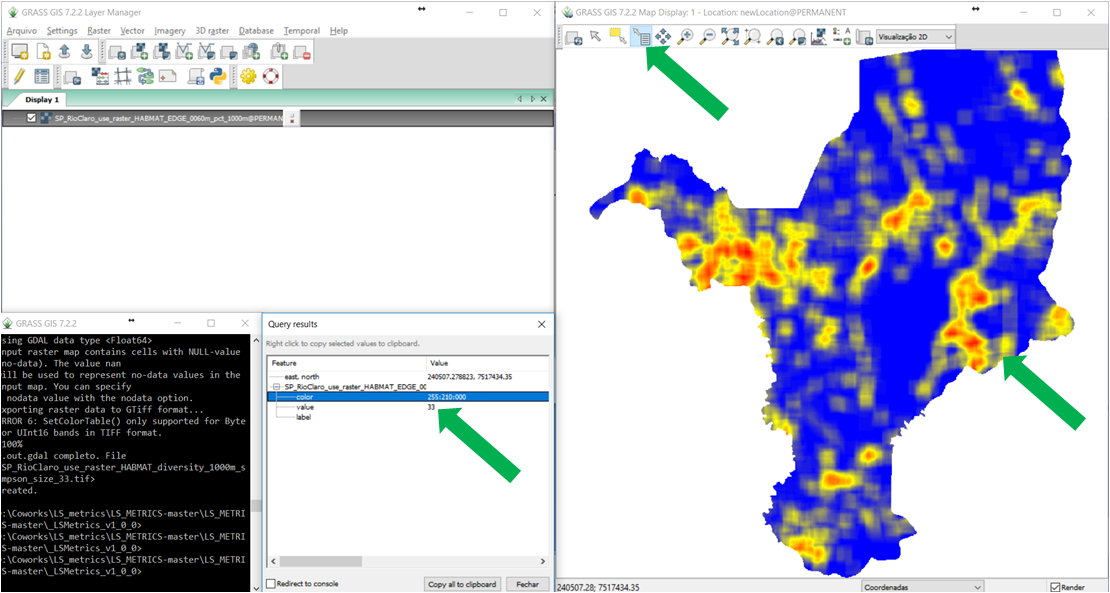 GRASS GIS 7.2.2 Layer Manager
Arquivo Settings Raster Vector Imagery 3D raster Database Temporal Help
Display 1
SP_RioClaro_use_raster_HABMAT_EDGE_0060m_pct_1000m@PERMAN
GRASS GIS 7.2.2 Map Display: 1 - Location: newLocation@PERMANENT
Visualização 2D
GRASS GIS 7.2.2
sing GDAL data type <Float64>
nput raster map contains cells with NULL-value
no-data). The value nan
ill be used to represent no-data values in the
nput map. You can specify
nodata value with the nodata option.
xporting raster data to GTiff format...
RROR 6: SetColorTable() only supported for Byte
or UInt16 bands in TIFF format.
100%
.out.gdal completo. File
SP_RioClaro_use_raster_HABMAT_diversity_1000m_s
mpson_size_33.tif>
reated.
:\Coworks\LS_metrics\LS_METRICS-master\LS_METRI
S-master\_LSMetrics_v1_0_0>
:\Coworks\LS_metrics\LS_METRICS-master\LS_METRI
S-master\_LSMetrics_v1_0_0>
:\Coworks\LS_metrics\LS_METRICS-master\LS_METRI
S-master\_LSMetrics_v1_0_0>
Query results
Right click to copy selected values to clipboard.
Feature Value
east, north 240507.278823, 7517434.35
SP_RioClaro_use_raster_HABMAT_EDGE_00
color 255:210:000
value 33
label
Redirect to console Copy all to clipboard Fechar
240507.28; 7517434.35 Coordenadas Render